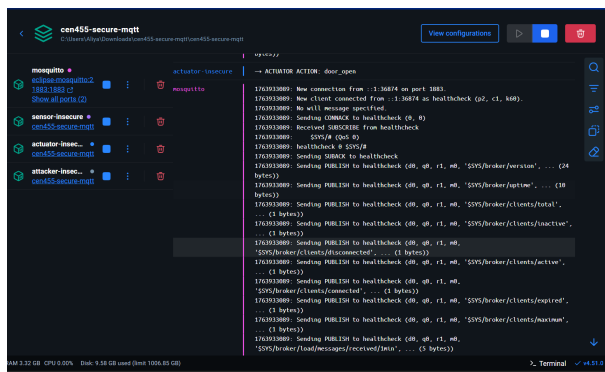 cen455-secure-mqtt
C:\Users\Aliya\Downloads\cen455-secure-mqtt\cen455-secure-mqtt
View configurations
mosquitto
eclipse-mosquitto:2
1883:1883
Show all ports (2)
sensor-insecure
cen455-secure-mqtt
actuator-insec...
cen455-secure-mqtt
attacker-insec...
cen455-secure-mqtt
bytes))
actuator-insecure
→ ACTUATOR ACTION: door_open
mosquitto
1763933089: New connection from ::1:36874 on port 1883.
1763933089: New client connected from ::1:36874 as healthcheck (p2, c1, k60).
1763933089: No will message specified.
1763933089: Sending CONNACK to healthcheck (0, 0)
1763933089: Received SUBSCRIBE from healthcheck
1763933089: $SYS/# (QoS 0)
1763933089: healthcheck 0 $SYS/#
1763933089: Sending SUBACK to healthcheck
1763933089: Sending PUBLISH to healthcheck (d0, q0, r1, m0, '$SYS/broker/version', ... (24
bytes))
1763933089: Sending PUBLISH to healthcheck (d0, q0, r1, m0, '$SYS/broker/uptime', ... (10
bytes))
1763933089: Sending PUBLISH to healthcheck (d0, q0, r1, m0, '$SYS/broker/clients/total',
... (1 bytes))
1763933089: Sending PUBLISH to healthcheck (d0, q0, r1, m0, '$SYS/broker/clients/inactive',
... (1 bytes))
1763933089: Sending PUBLISH to healthcheck (d0, q0, r1, m0,
'$SYS/broker/clients/disconnected', ... (1 bytes))
1763933089: Sending PUBLISH to healthcheck (d0, q0, r1, m0, '$SYS/broker/clients/active',
... (1 bytes))
1763933089: Sending PUBLISH to healthcheck (d0, q0, r1, m0,
'$SYS/broker/clients/connected', ... (1 bytes))
1763933089: Sending PUBLISH to healthcheck (d0, q0, r1, m0, '$SYS/broker/clients/expired',
... (1 bytes))
1763933089: Sending PUBLISH to healthcheck (d0, q0, r1, m0, '$SYS/broker/clients/maximum',
... (1 bytes))
1763933089: Sending PUBLISH to healthcheck (d0, q0, r1, m0,
'$SYS/broker/load/messages/received/1min', ... (5 bytes))
RAM 3.32 GB CPU 0.00% Disk: 9.58 GB used (limit 1006.85 GB)
>_ Terminal
v4.51.0